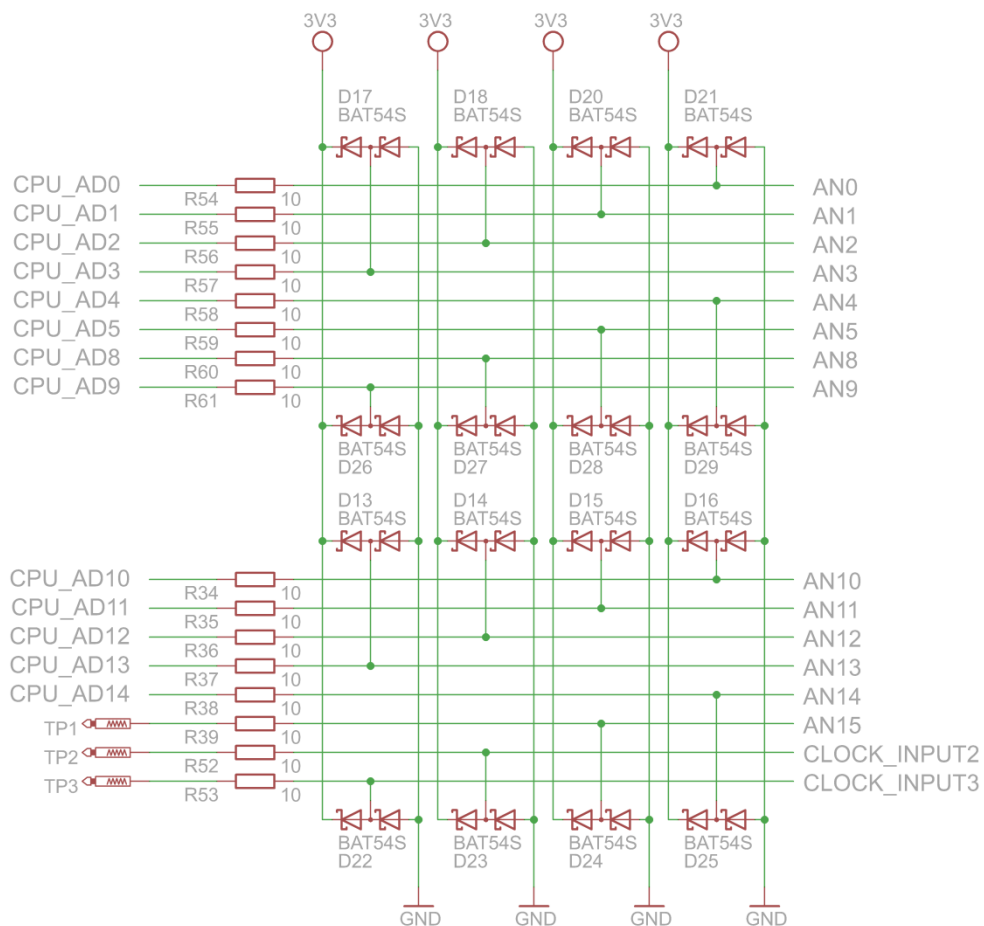 3V3 3V3 3V3 3V3
D17 D18 D20 D21
BAT54S BAT54S BAT54S BAT54S
CPU_AD0 R54 10 AN0
CPU_AD1 R55 10 AN1
CPU_AD2 R56 10 AN2
CPU_AD3 R57 10 AN3
CPU_AD4 R58 10 AN4
CPU_AD5 R59 10 AN5
CPU_AD8 R60 10 AN8
CPU_AD9 R61 10 AN9
BAT54S BAT54S BAT54S BAT54S
D26 D27 D28 D29
D13 D14 D15 D16
BAT54S BAT54S BAT54S BAT54S
CPU_AD10 R34 10 AN10
CPU_AD11 R35 10 AN11
CPU_AD12 R36 10 AN12
CPU_AD13 R37 10 AN13
CPU_AD14 R38 10 AN14
TP1 R39 10 AN15
TP2 R52 10 CLOCK_INPUT2
TP3 R53 10 CLOCK_INPUT3
BAT54S BAT54S BAT54S BAT54S
D22 D23 D24 D25
GND GND GND GND